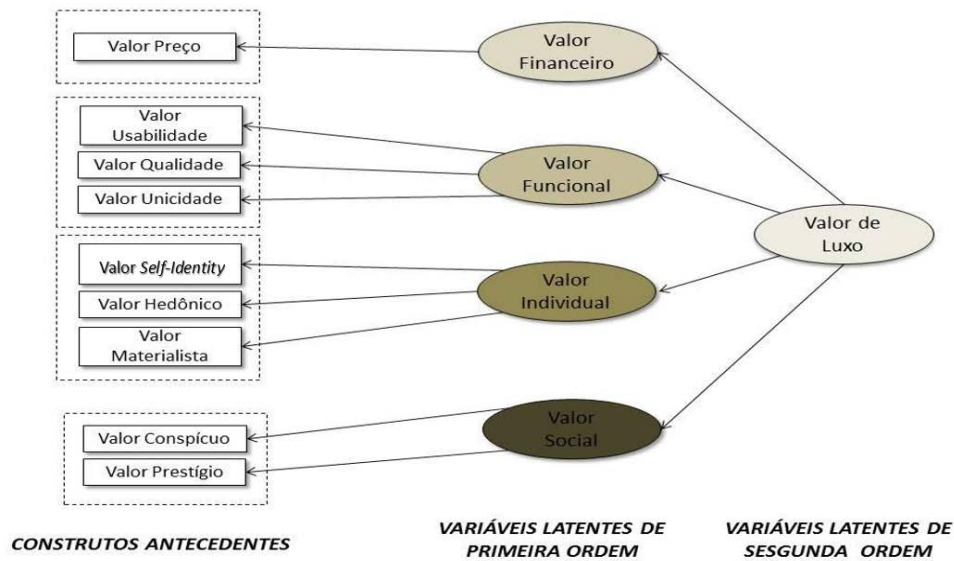 Valor Preço
Valor
Usabilidade
Valor Qualidade
Valor Unicidade
Valor Self-Identity
Valor Hedônico
Valor
Materialista
Valor Conspícuo
Valor Prestígio
CONSTRUTOS ANTECEDENTES
Valor
Financeiro
Valor
Funcional
Valor
Individual
Valor
Social
VARIÁVEIS LATENTES DE
PRIMEIRA ORDEM
Valor de
Luxo
VARIÁVEIS LATENTES DE
SESGUNDA ORDEM